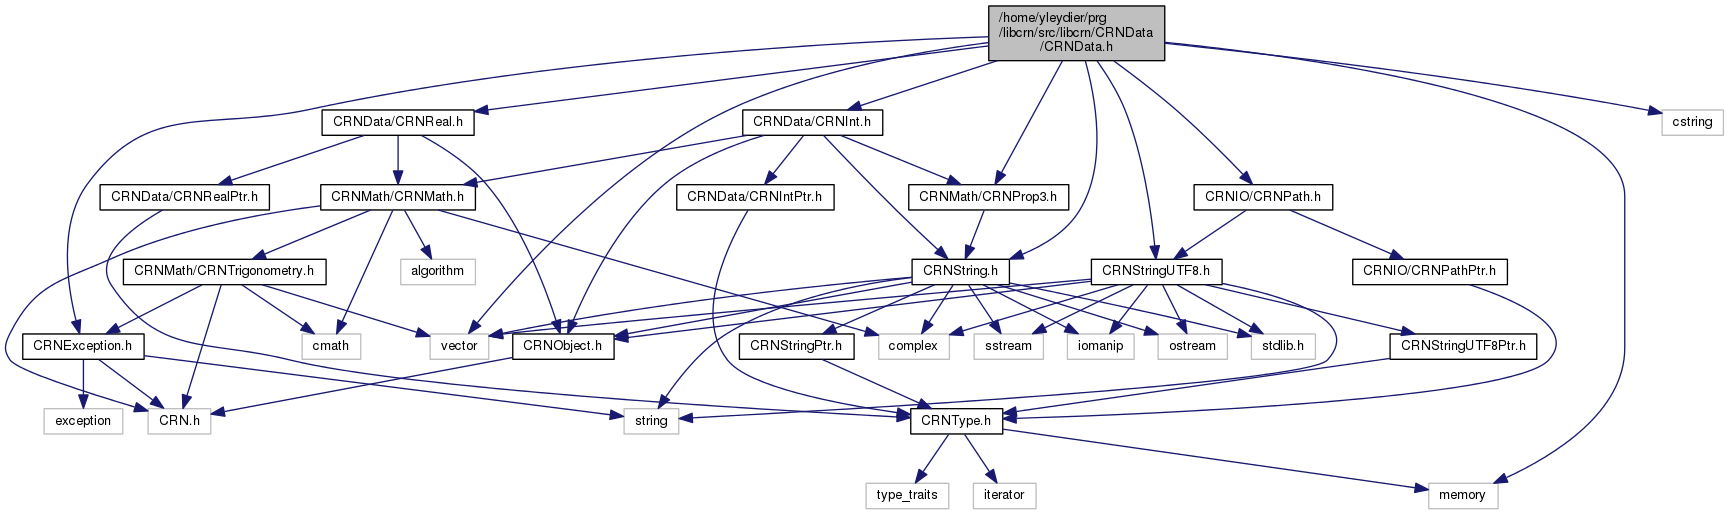 /home/yleydier/prg
/libcrn/src/libcrn/CRNData
/CRNData.h
CRNData/CRNReal.h
CRNData/CRNInt.h
cstring
CRNData/CRNRealPtr.h
CRNMath/CRNMath.h
CRNData/CRNIntPtr.h
CRNMath/CRNProp3.h
CRNIO/CRNPath.h
CRNMath/CRNTrigonometry.h
algorithm
CRNString.h
CRNStringUTF8.h
CRNIO/CRNPathPtr.h
CRNException.h
cmath
vector
CRNObject.h
CRNStringPtr.h
complex
sstream
iomanip
ostream
stdlib.h
CRNStringUTF8Ptr.h
exception
CRN.h
string
CRNType.h
type_traits
iterator
memory